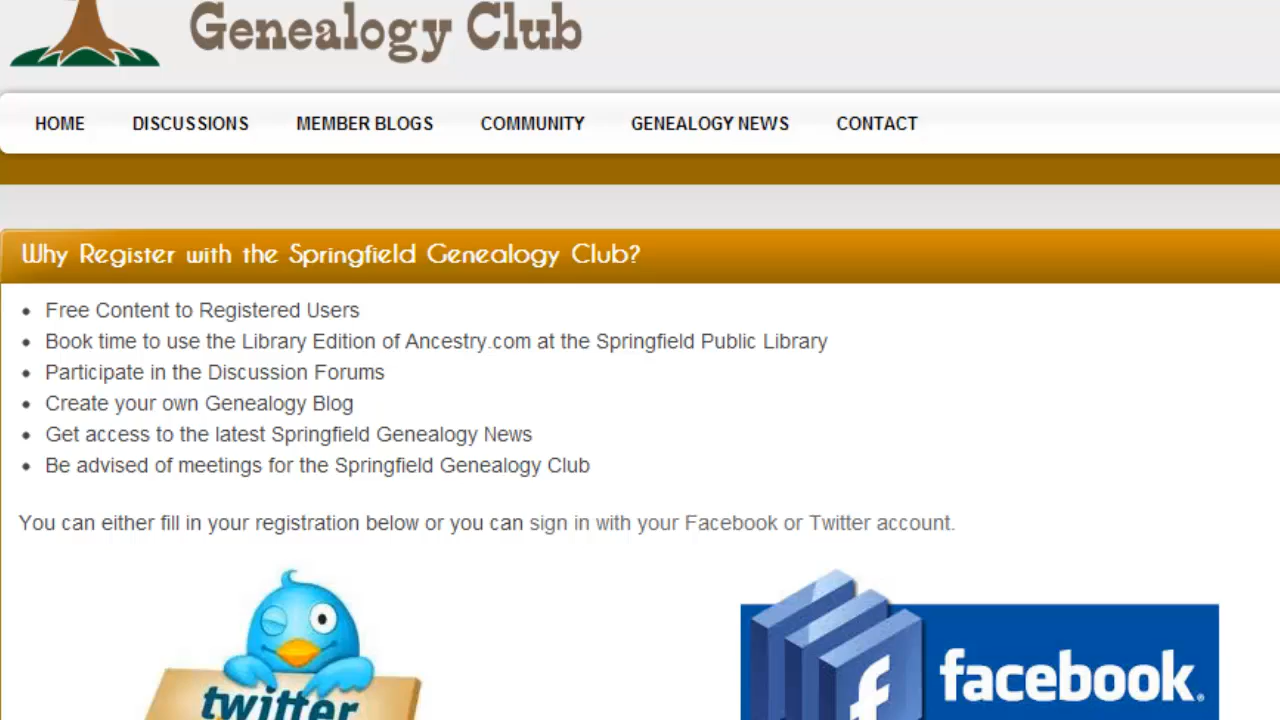 Genealogy Club
HOME DISCUSSIONS MEMBER BLOGS COMMUNITY GENEALOGY NEWS CONTACT
Why Register with the Springfield Genealogy Club?
Free Content to Registered Users
Book time to use the Library Edition of Ancestry.com at the Springfield Public Library
Participate in the Discussion Forums
Create your own Genealogy Blog
Get access to the latest Springfield Genealogy News
Be advised of meetings for the Springfield Genealogy Club
You can either fill in your registration below or you can sign in with your Facebook or Twitter account.
twitter
f facebook®